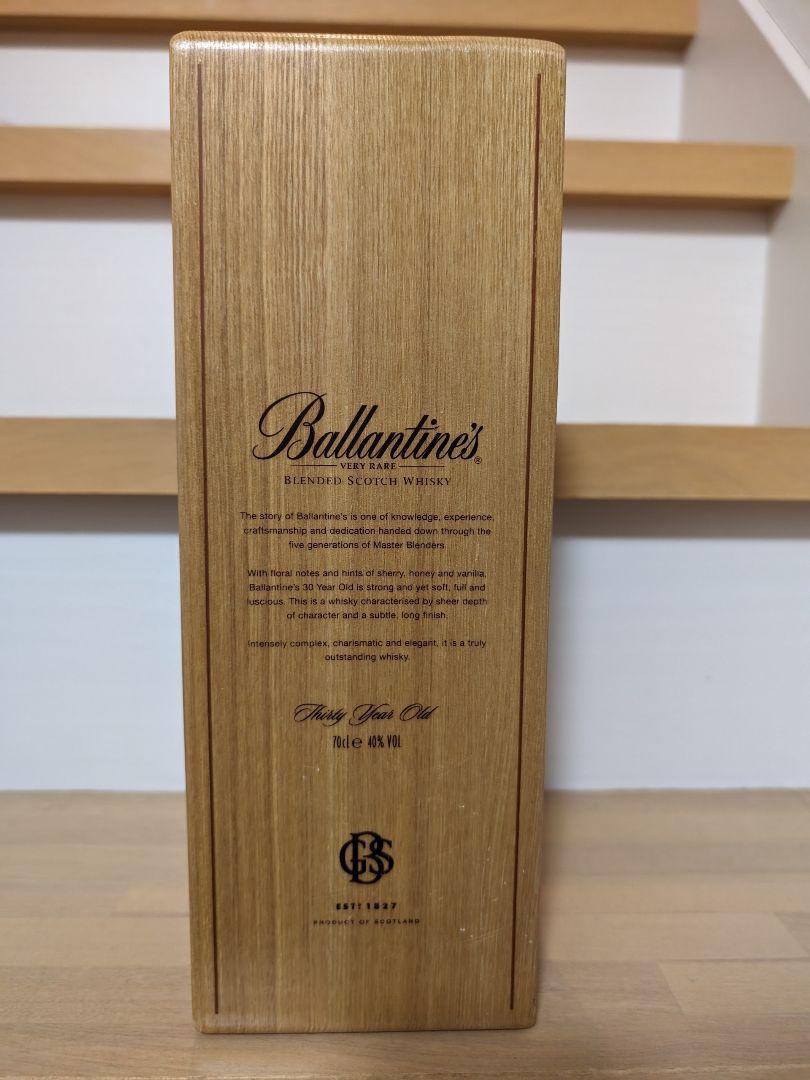 Ballantine's®
VERY RARE
BLENDED SCOTCH WHISKY
The story of Ballantine's is one of knowledge, experience,
craftsmanship and dedication handed down through the
five generations of Master Blenders.
With floral notes and hints of sherry, honey and vanilla,
Ballantine's 30 Year Old is strong and yet soft, full and
luscious. This is a whisky characterised by sheer depth
of character and a subtle, long finish.
Intensely complex, charismatic and elegant, it is a truly
outstanding whisky.
Thirty Year Old
70cl e 40% VOL
GBS
ESTD 1827
PRODUCT OF SCOTLAND